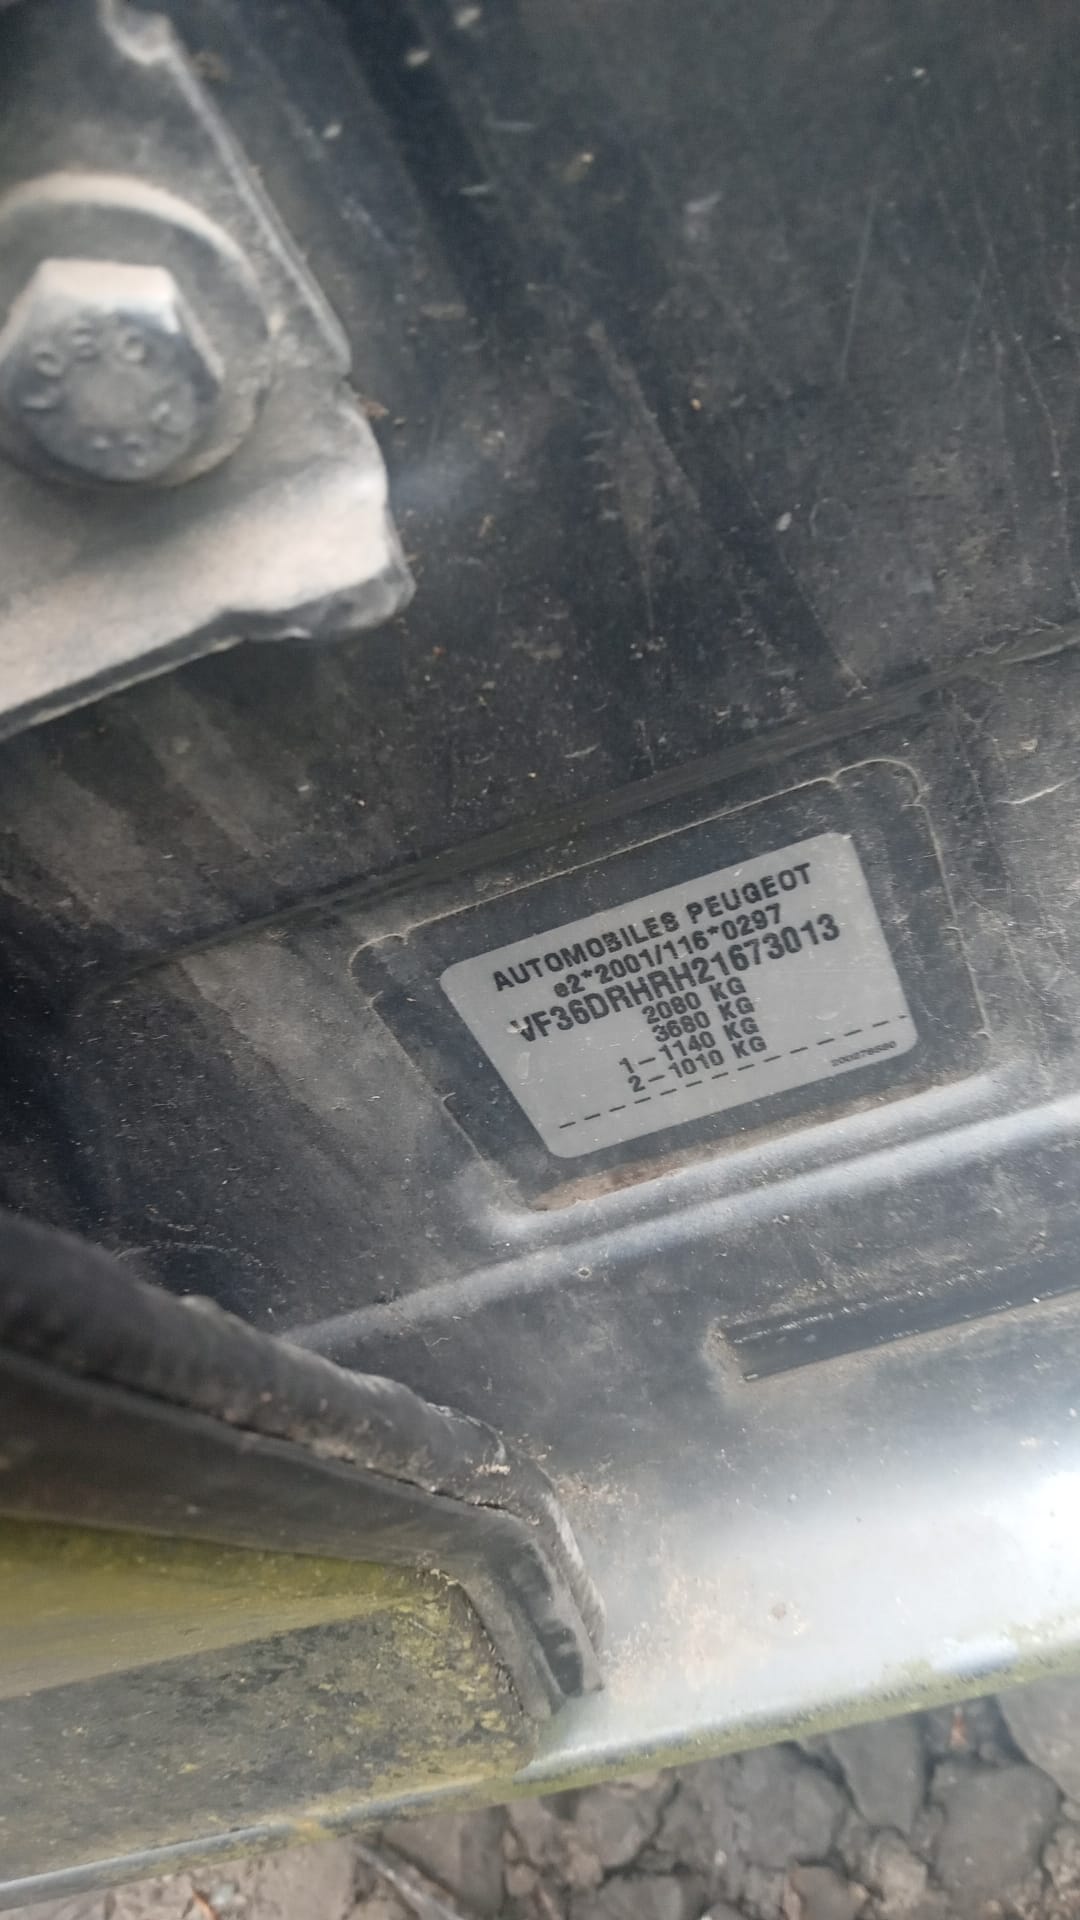 AUTOMOBILES PEUGEOT
e2*2001/116*0297
VF36DRHRH21673013
2080 KG
3680 KG
1-1140 KG
2-1010 KG